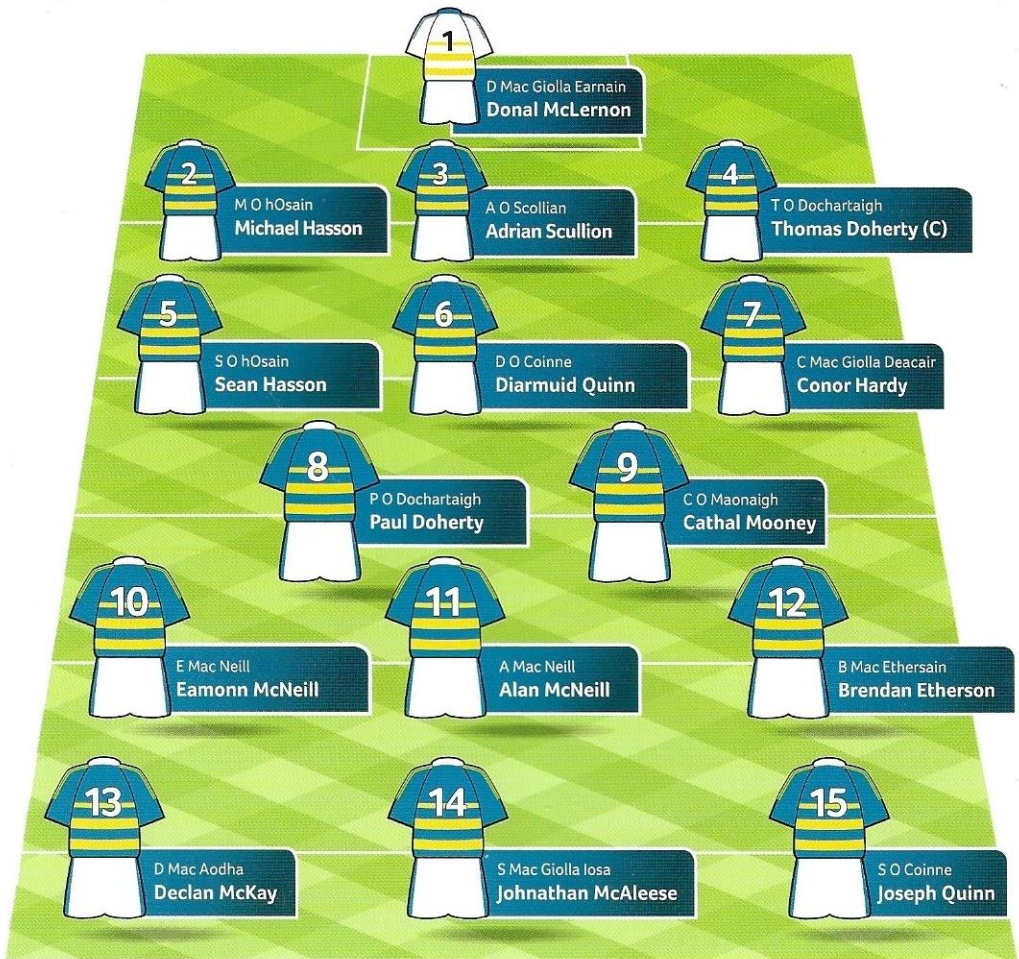 1
D Mac Giolla Earnain
Donal McLernon
2
M O hOsain
Michael Hasson
3
A O Scollian
Adrian Scullion
4
T O Dochartaigh
Thomas Doherty (C)
5
S O hOsain
Sean Hasson
6
D O Coinne
Diarmuid Quinn
7
C Mac Giolla Deacair
Conor Hardy
8
P O Dochartaigh
Paul Doherty
9
C O Maonaigh
Cathal Mooney
10
E Mac Neill
Eamonn McNeill
11
A Mac Neill
Alan McNeill
12
B Mac Ethersain
Brendan Etherson
13
D Mac Aodha
Declan McKay
14
S Mac Giolla Iosa
Johnathan McAleese
15
S O Coinne
Joseph Quinn